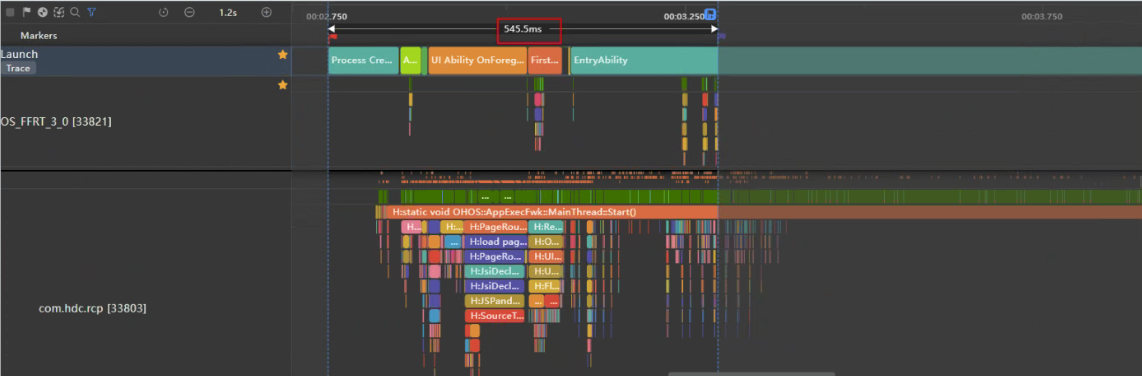 1.2s
00:02.750
00:03.250
00:03.750
Markers
545.5ms
Launch
Trace
Process Cre...
A...
UI Ability OnForeg...
First...
EntryAbility
OS_FFRT_3_0 [33821]
... ...
H:static void OHOS::AppExecFwk::MainThread::Start()
H... H:... H:PageRou... H:Re...
... H:load pag... H:O...
H:PageRo... H:UI...
H:JsiDecl... H:U...
H:JsiDecl... H:Fl...
H:JSPand... ... ...
H:SourceT...
com.hdc.rcp [33803]